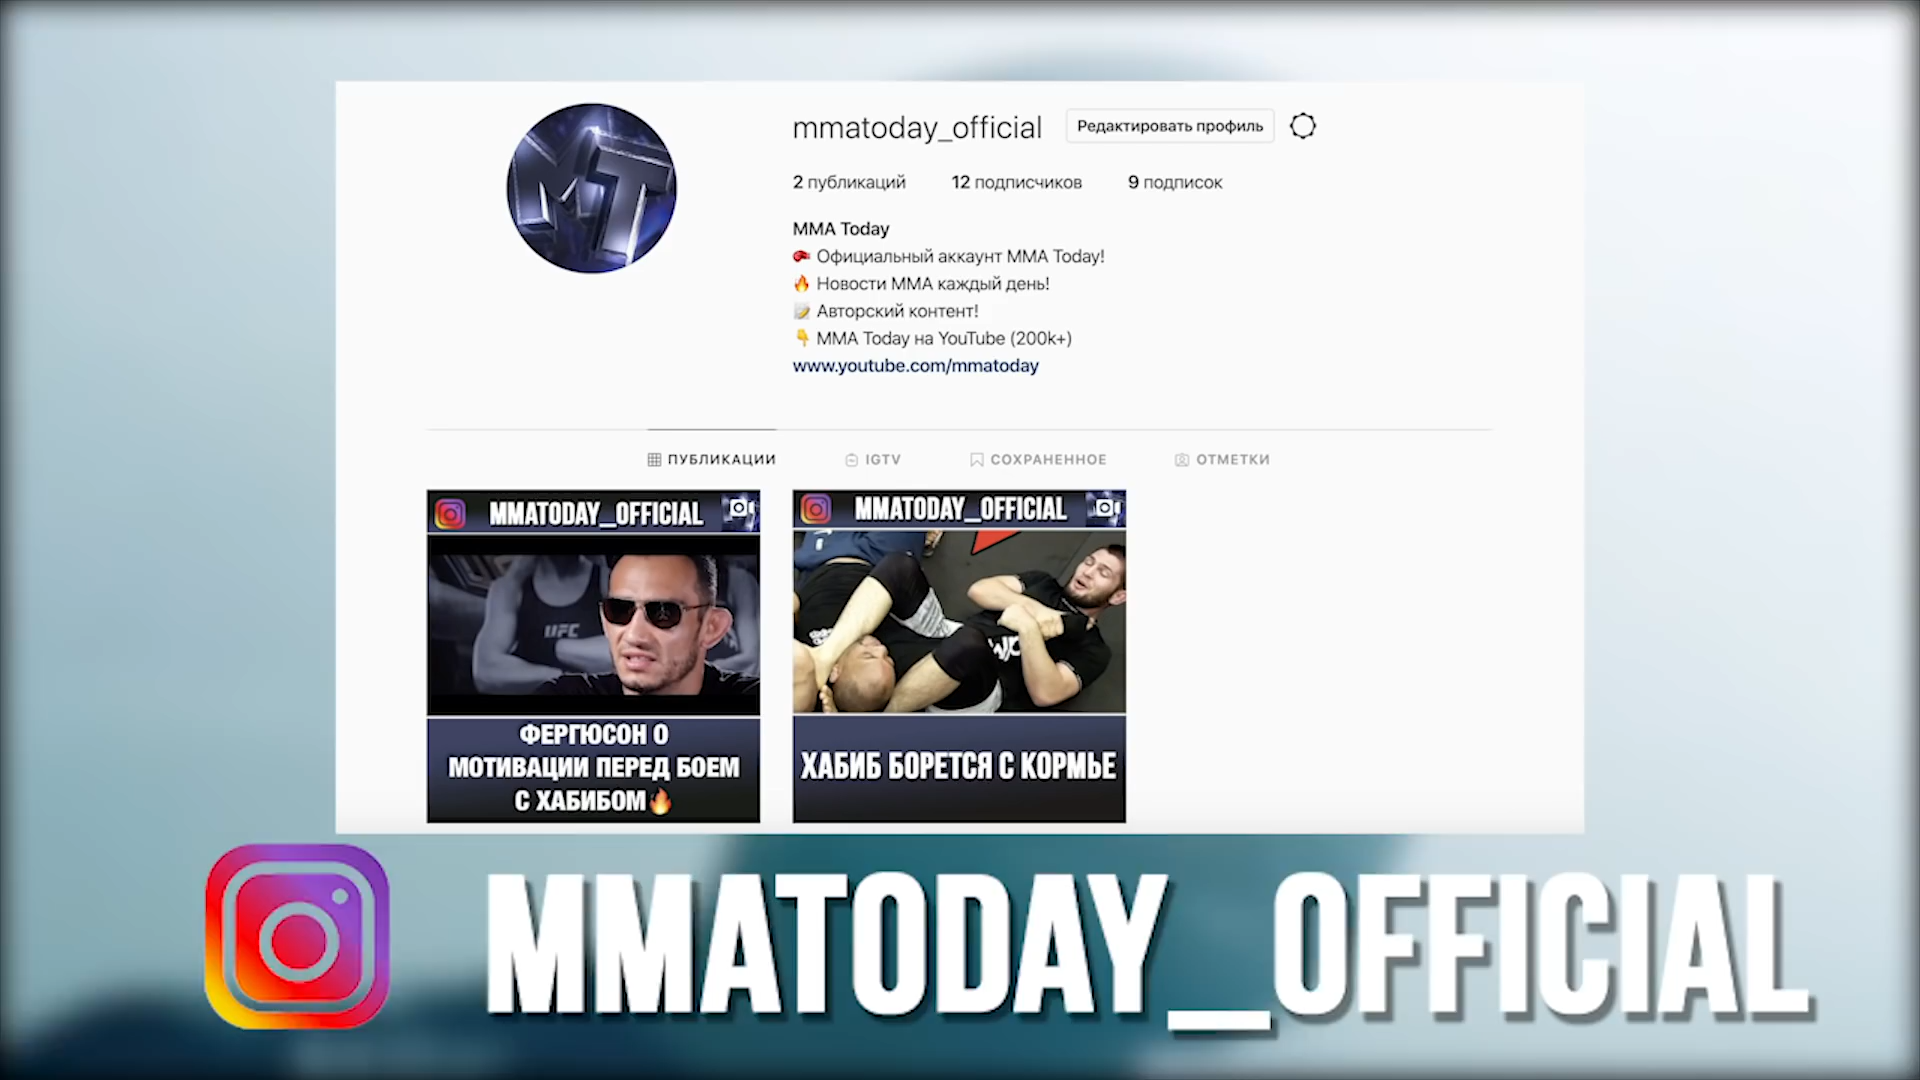 MT
mmatoday_official
Редактировать профиль
2 публикаций 12 подписчиков 9 подписок
MMA Today
🥊 Официальный аккаунт MMA Today!
🔥 Новости ММА каждый день!
📝 Авторский контент!
👇 MMA Today на YouTube (200k+)
www.youtube.com/mmatoday
ПУБЛИКАЦИИ IGTV СОХРАНЕННОЕ ОТМЕТКИ
MMATODAY_OFFICIAL
UFC
ФЕРГЮСОН О
МОТИВАЦИИ ПЕРЕД БОЕМ
С ХАБИБОМ🔥
MMATODAY_OFFICIAL
ХАБИБ БОРЕТСЯ С КОРМЬЕ
MMATODAY_OFFICIAL